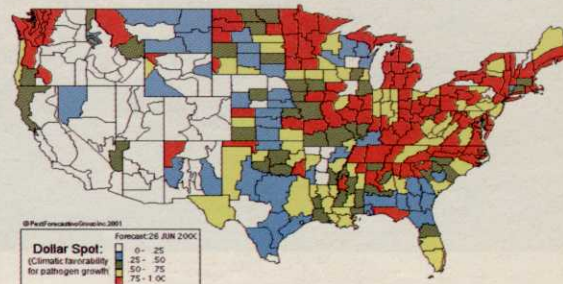 © PestForecastingGroup Inc. 2001
Forecast: 26 JUN 2000
Dollar Spot:
(Climatic favorability
for pathogen growth)
0 - .25
.25 - .50
.50 - .75
.75 - 1.00